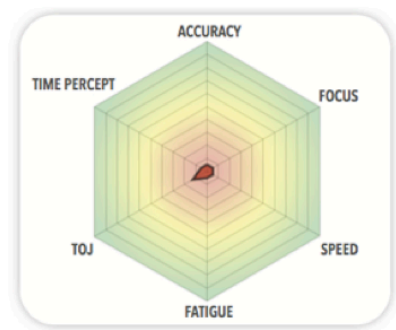 ACCURACY
TIME PERCEPT
FOCUS
TOJ
SPEED
FATIGUE